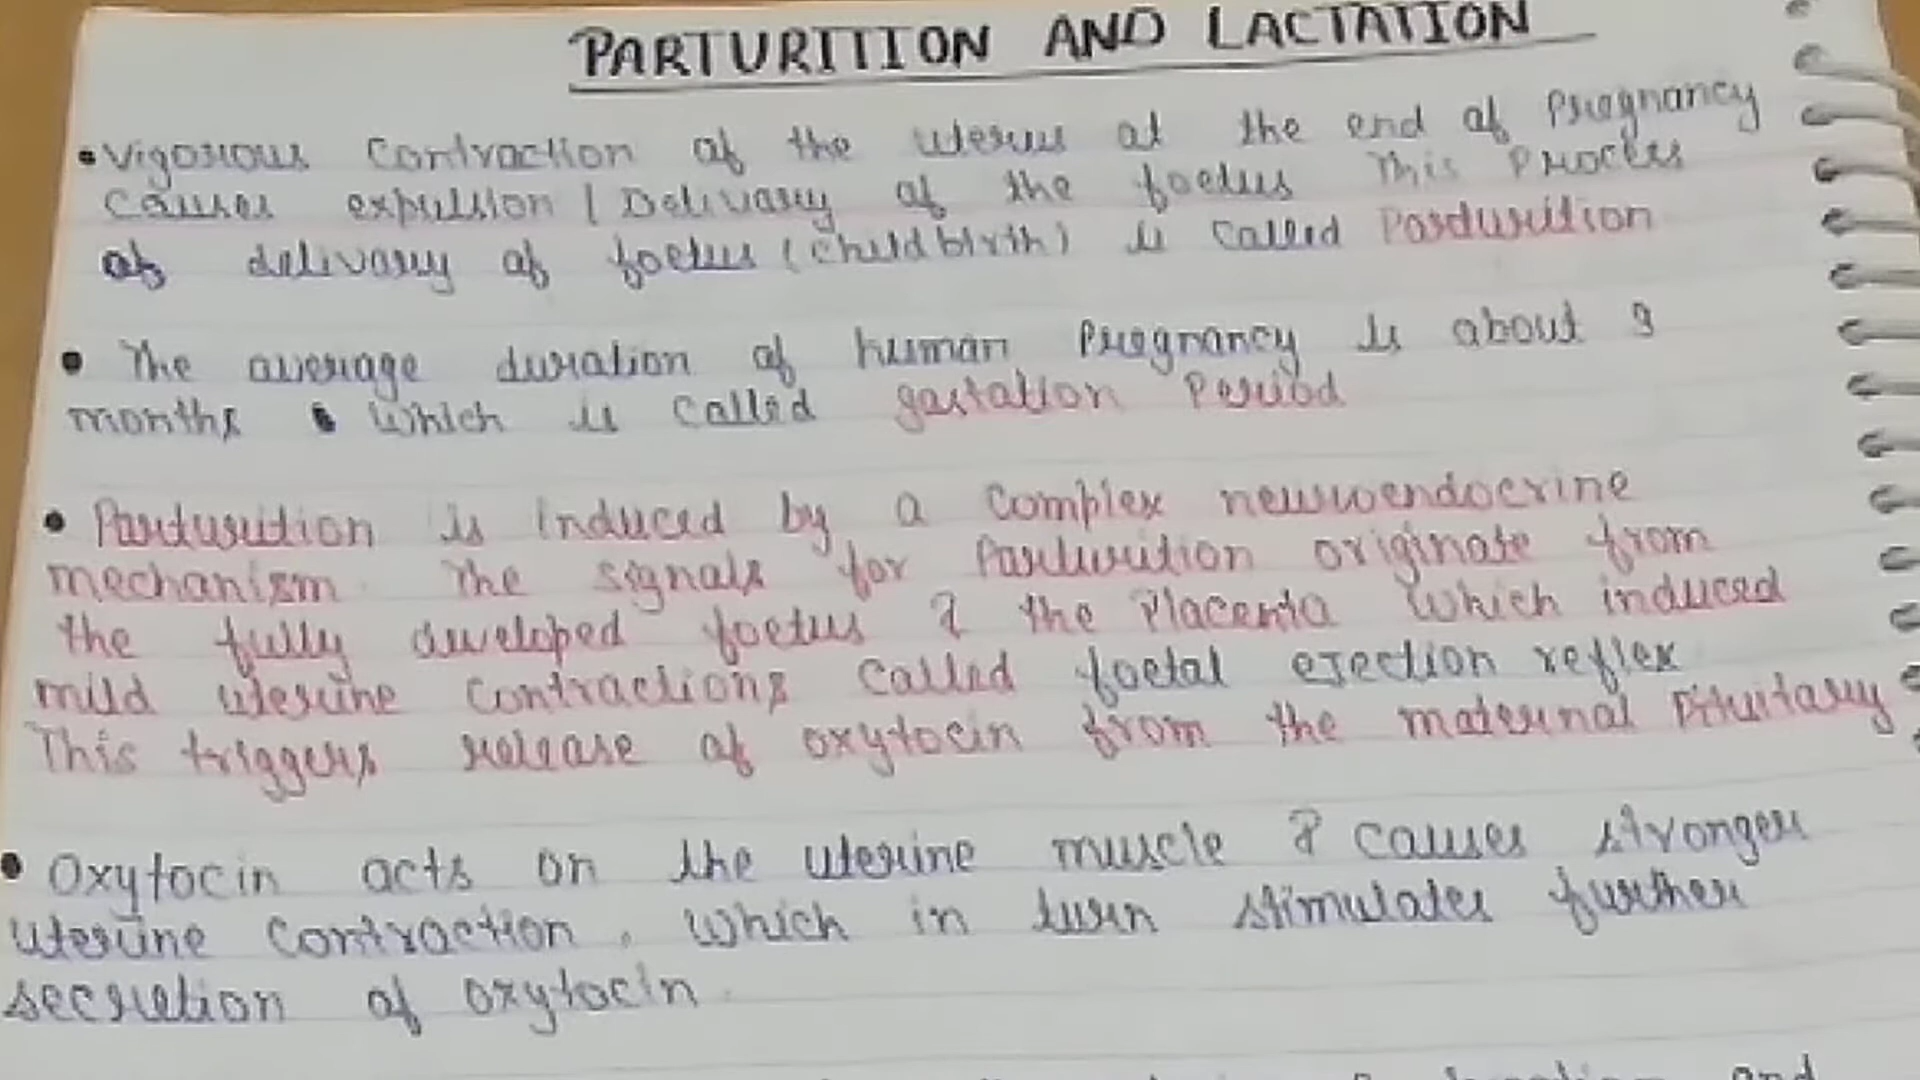 PARTURITION AND LACTATION
• Vigorous Contraction of the uterus at the end of Pregnancy
Causes expulsion / Delivary of the foetus This Process
of delivary of foetus (childbirth) is called Parturition
• The average duration of human Pregnancy is about 9
months which is called gastation Period
• Parturition is induced by a Complex neuroendocrine
mechanism The signals for Parturition originate from
the fully developed foetus & the Placenta which induced
mild uterine Contractions Called foetal ejection reflex
This triggers release of oxytocin from the maternal Pituitary
• Oxytocin acts on the uterine muscle & causes stronger
uterine Contraction, which in turn stimulates further
secretion of oxytocin.
and